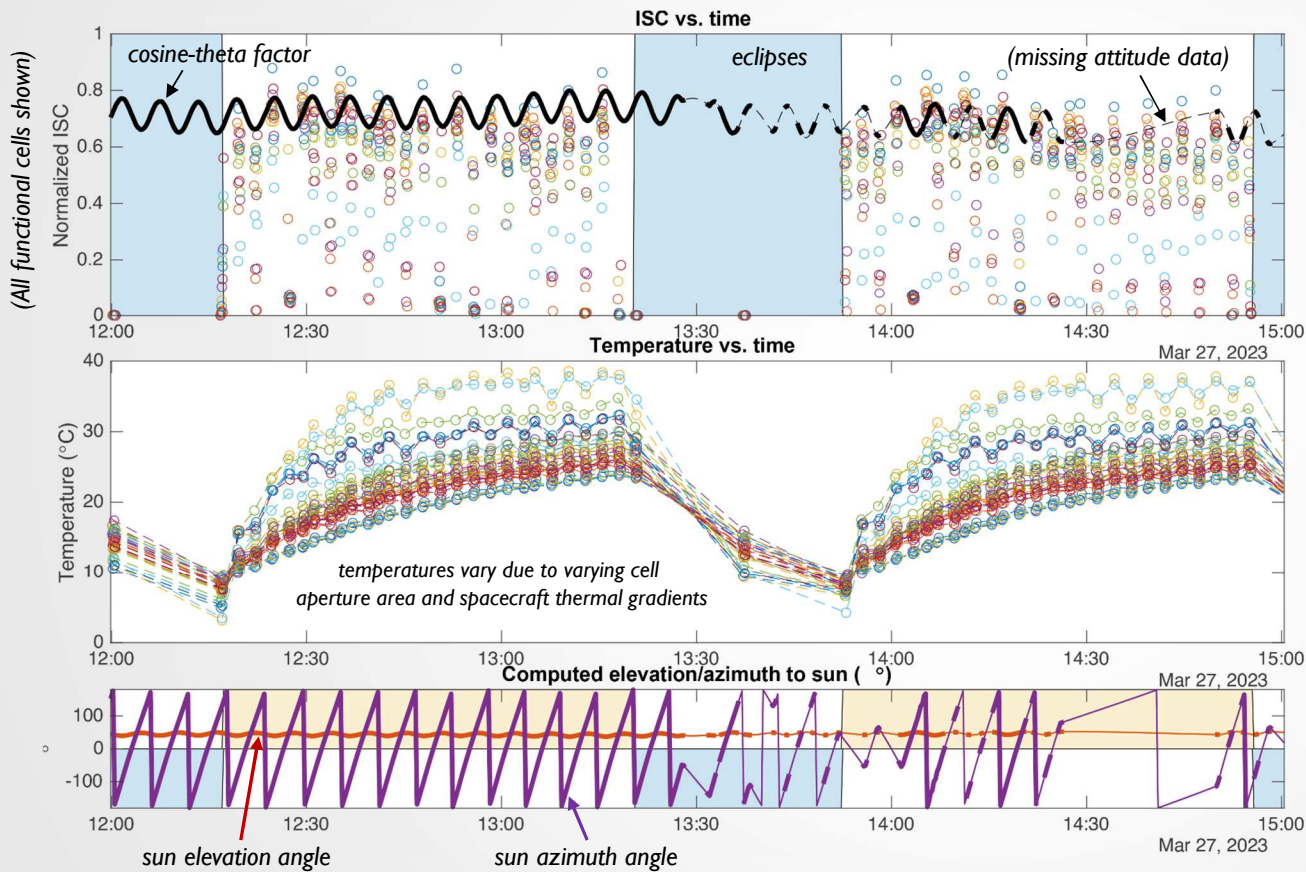 ISC vs. time
(All functional cells shown)
Normalized ISC
1
0.8
0.6
0.4
0.2
0
cosine-theta factor
eclipses
(missing attitude data)
12:00
12:30
13:00
13:30
14:00
14:30
15:00
Mar 27, 2023
Temperature vs. time
Temperature (°C)
40
30
20
10
0
temperatures vary due to varying cell
aperture area and spacecraft thermal gradients
12:00
12:30
13:00
13:30
14:00
14:30
15:00
Mar 27, 2023
Computed elevation/azimuth to sun ( °)
°
100
0
-100
12:00
12:30
13:00
13:30
14:00
14:30
15:00
Mar 27, 2023
sun elevation angle
sun azimuth angle